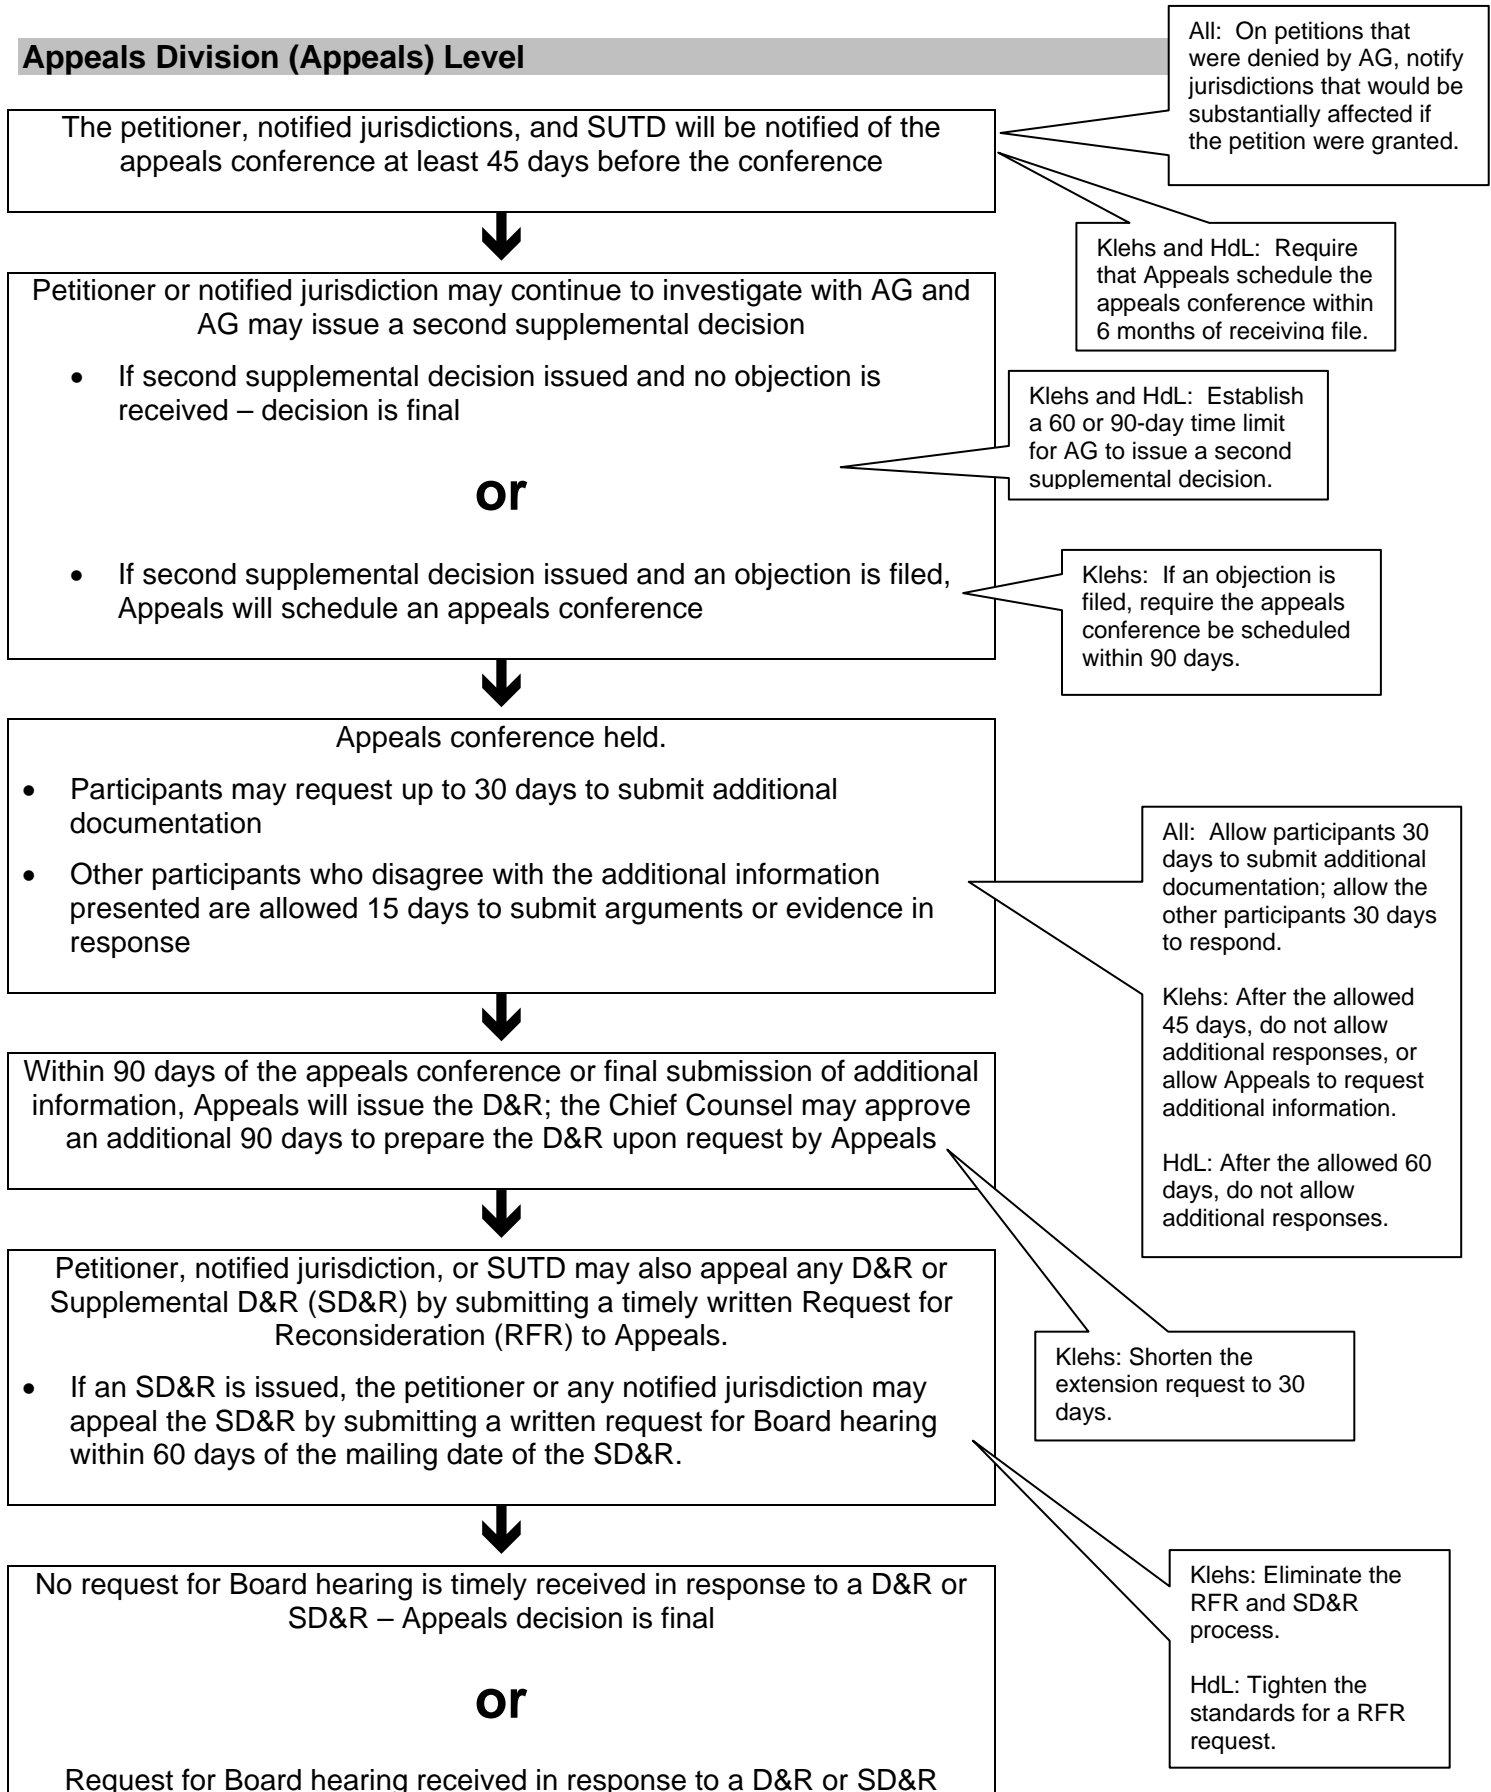 Appeals Division (Appeals) Level
All: On petitions that
were denied by AG, notify
jurisdictions that would be
substantially affected if
the petition were granted.
The petitioner, notified jurisdictions, and SUTD will be notified of the
appeals conference at least 45 days before the conference
Klehs and HdL: Require
that Appeals schedule the
appeals conference within
6 months of receiving file.
Petitioner or notified jurisdiction may continue to investigate with AG and
AG may issue a second supplemental decision
• If second supplemental decision issued and no objection is
received – decision is final
Klehs and HdL: Establish
a 60 or 90-day time limit
for AG to issue a second
supplemental decision.
or
• If second supplemental decision issued and an objection is filed,
Appeals will schedule an appeals conference
Klehs: If an objection is
filed, require the appeals
conference be scheduled
within 90 days.
Appeals conference held.
• Participants may request up to 30 days to submit additional
documentation
• Other participants who disagree with the additional information
presented are allowed 15 days to submit arguments or evidence in
response
All: Allow participants 30
days to submit additional
documentation; allow the
other participants 30 days
to respond.
Klehs: After the allowed
45 days, do not allow
additional responses, or
allow Appeals to request
additional information.
HdL: After the allowed 60
days, do not allow
additional responses.
Within 90 days of the appeals conference or final submission of additional
information, Appeals will issue the D&R; the Chief Counsel may approve
an additional 90 days to prepare the D&R upon request by Appeals
Klehs: Shorten the
extension request to 30
days.
Petitioner, notified jurisdiction, or SUTD may also appeal any D&R or
Supplemental D&R (SD&R) by submitting a timely written Request for
Reconsideration (RFR) to Appeals.
• If an SD&R is issued, the petitioner or any notified jurisdiction may
appeal the SD&R by submitting a written request for Board hearing
within 60 days of the mailing date of the SD&R.
Klehs: Eliminate the
RFR and SD&R
process.
HdL: Tighten the
standards for a RFR
request.
No request for Board hearing is timely received in response to a D&R or
SD&R – Appeals decision is final
or
Request for Board hearing received in response to a D&R or SD&R